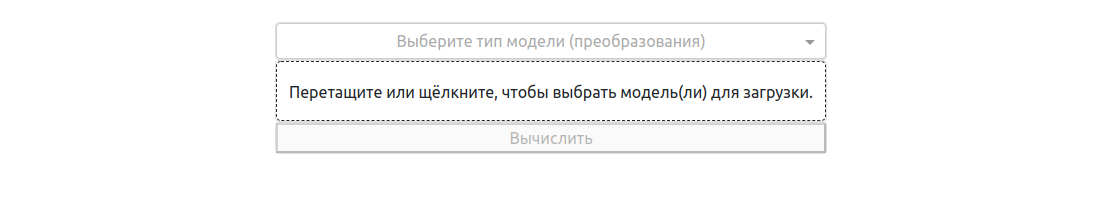 Выберите тип модели (преобразования)
Перетащите или щёлкните, чтобы выбрать модель(ли) для загрузки.
Вычислить